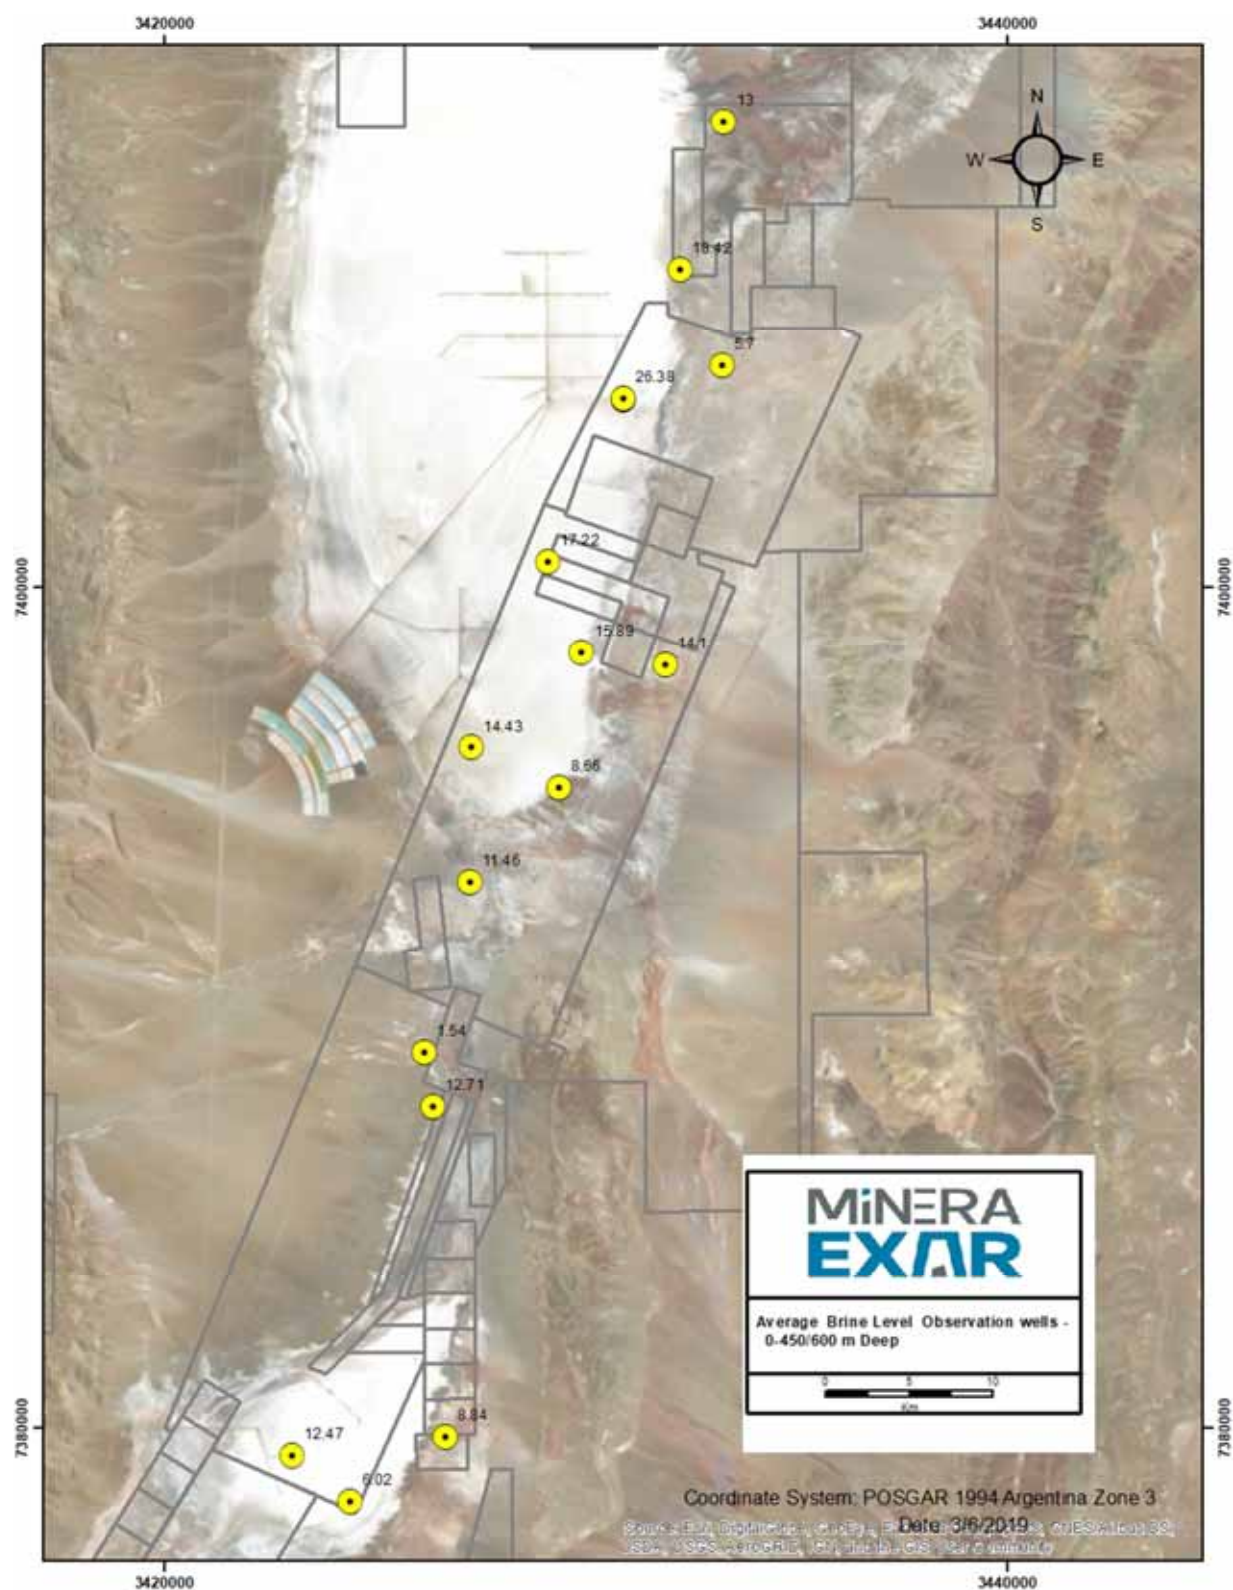 3420000
3440000
13
N
W
E
S
18.42
5.7
26.38
17.22
7400000
7400000
15.89
14.1
14.43
8.66
11.46
1.54
12.71
MiNERA
EXAR
Average Brine Level Observation wells -
0-450/600 m Deep
0 5 10
Km
7380000
7380000
8.84
12.47
6.02
Coordinate System: POSGAR 1994 Argentina Zone 3
Date: 3/6/2019
3420000
3440000